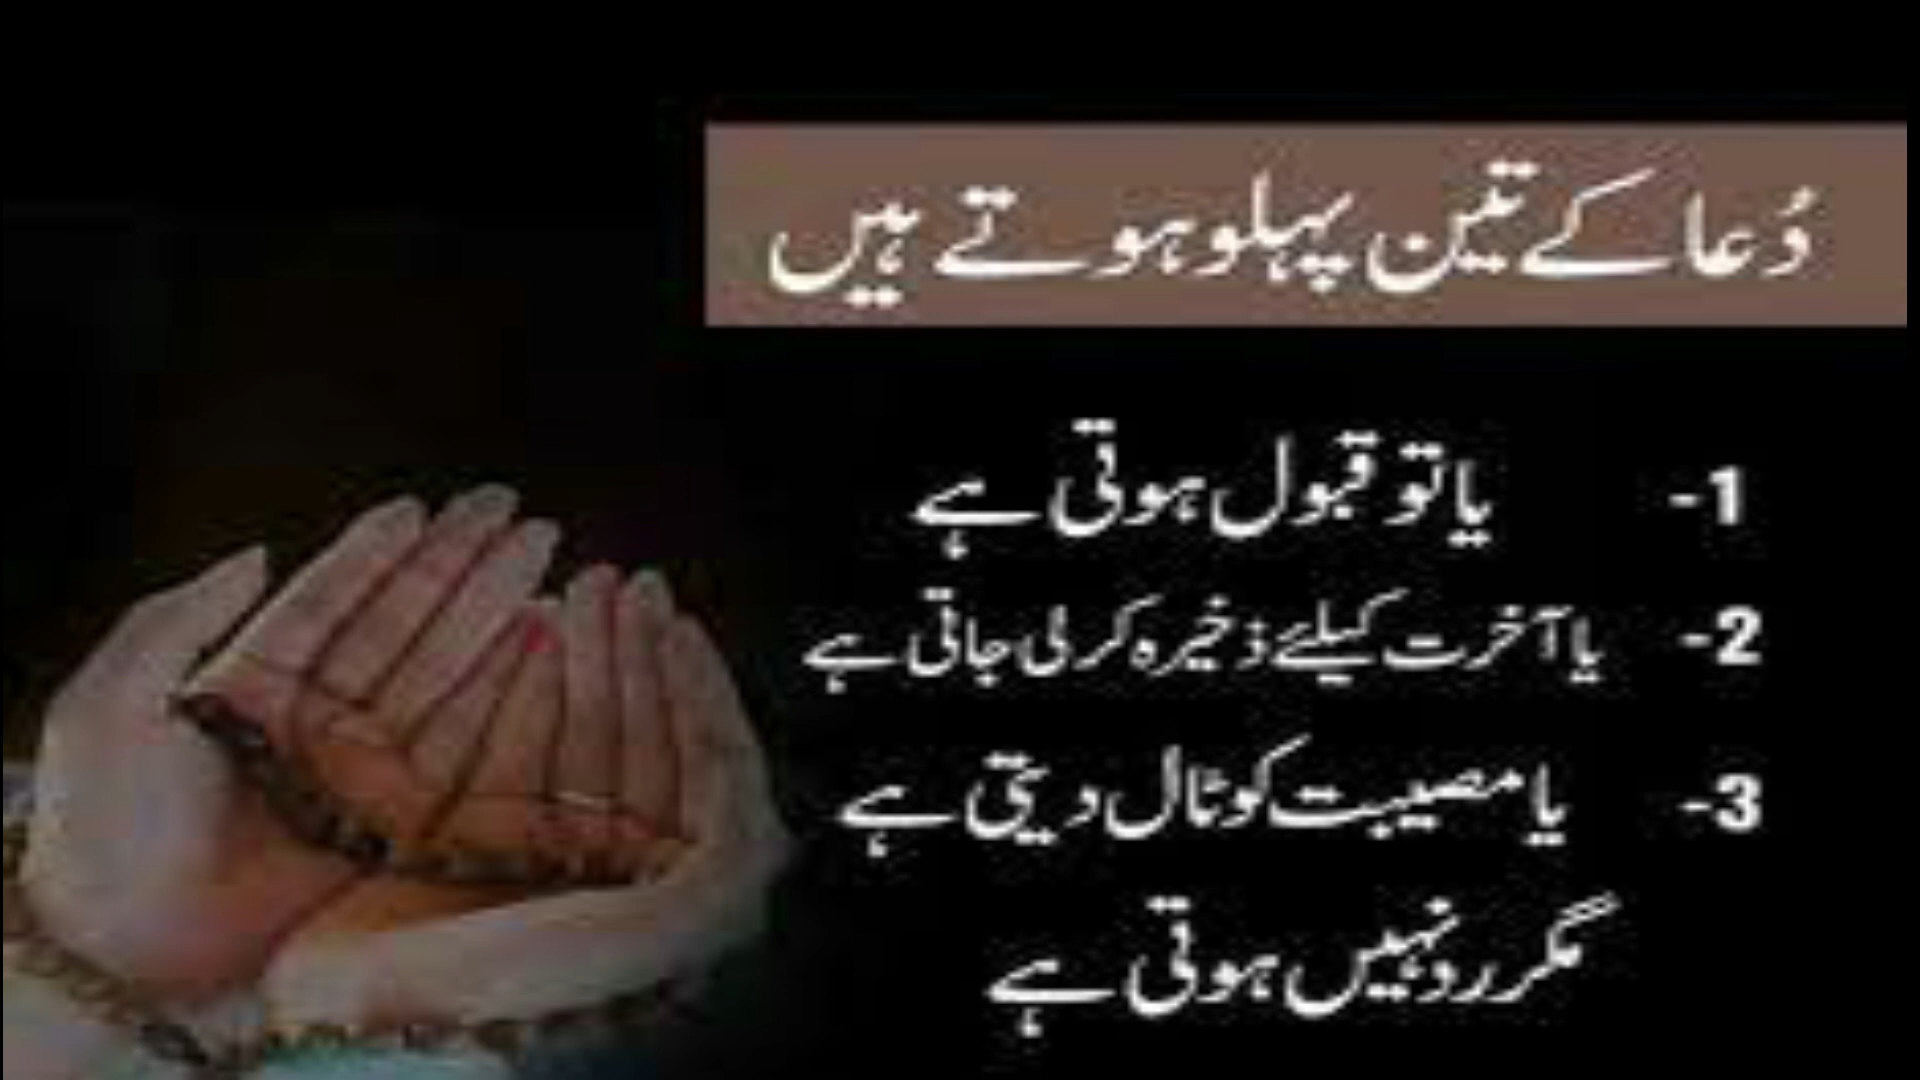 دُعا کے تین پہلو ہوتے ہیں
1- یا تو قبول ہوتی ہے
2- یا آخرت کیلئے ذخیرہ کر لی جاتی ہے
3- یا مصیبت کو ٹال دیتی ہے
مگر رد نہیں ہوتی ہے